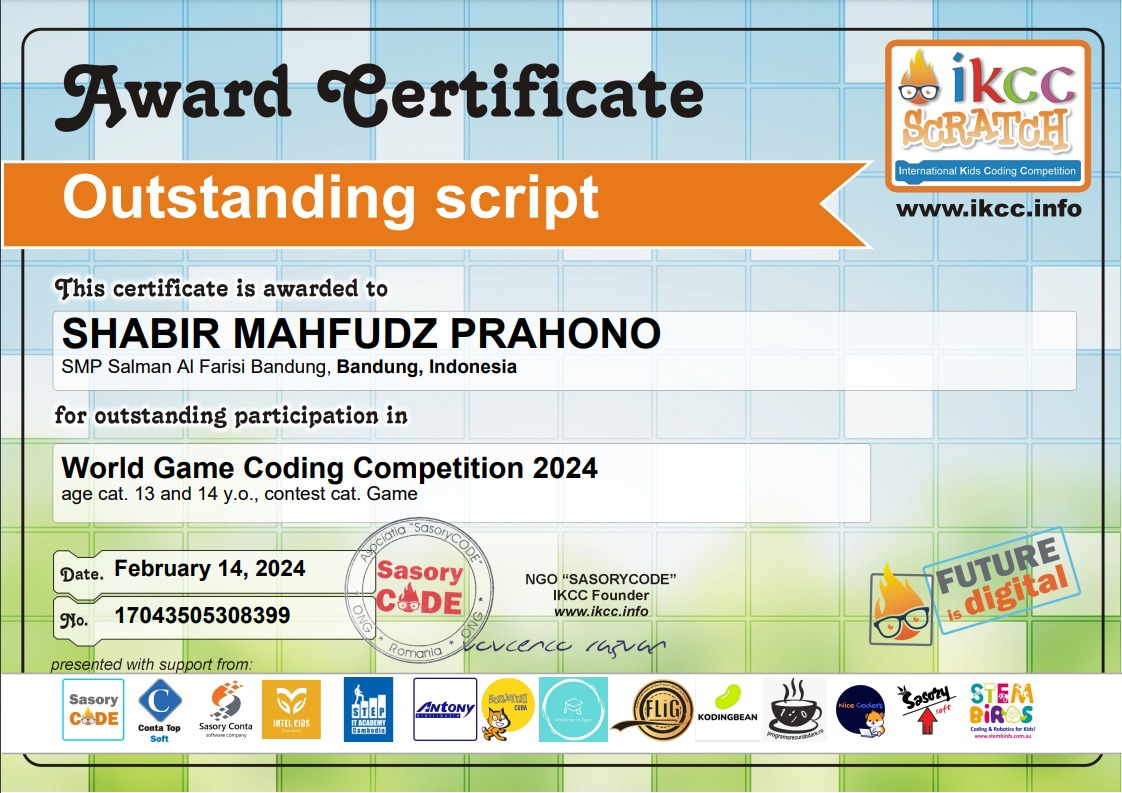 Award Certificate
ikcc
SCRATCH
International Kids Coding Competition
www.ikcc.info
Outstanding script
This certificate is awarded to
SHABIR MAHFUDZ PRAHONO
SMP Salman Al Farisi Bandung, Bandung, Indonesia
for outstanding participation in
World Game Coding Competition 2024
age cat. 13 and 14 y.o., contest cat. Game
Date. February 14, 2024
No. 17043505308399
Asociatia "SasoryCODE"
Sasory
CODE
* ONG * Romania * ONG *
NGO “SASORYCODE”
IKCC Founder
www.ikcc.info
FUTURE
is digital
presented with support from:
Sasory
CODE
Conta Top
Soft
Sasory Conta
software company
INTEL KIDS
STEP
IT ACADEMY
Cambodia
ANTONY
CUBA
FLiG
KODINGBEAN
programarecurabdare.ro
Nice Coders
Sasory
soft
STEM
BiRDS
Coding & Robotics for Kids!
www.stembirds.com.au